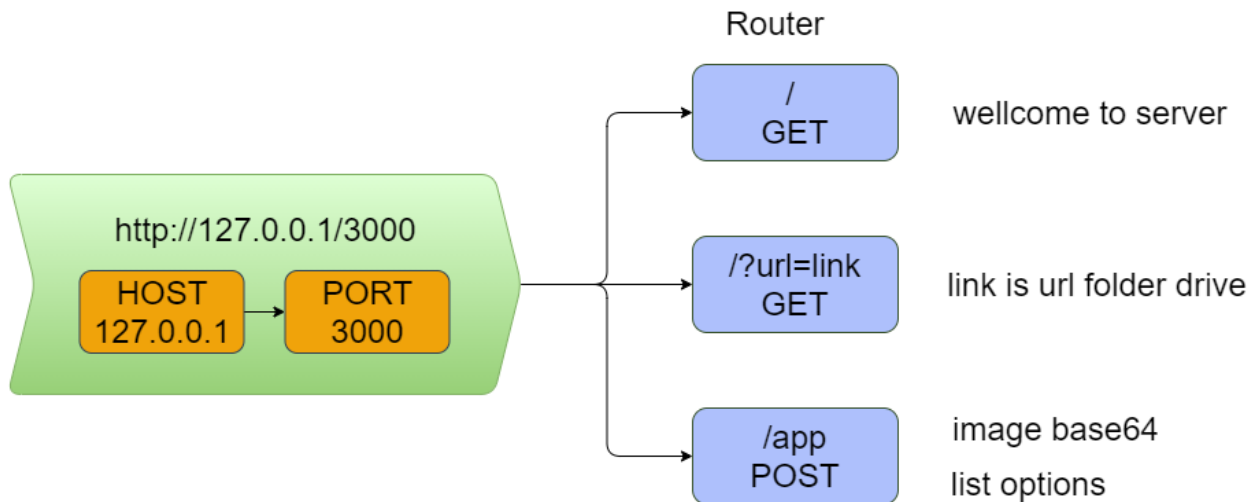 Router
http://127.0.0.1/3000
HOST
127.0.0.1
PORT
3000
/
GET
wellcome to server
/?url=link
GET
link is url folder drive
/app
POST
image base64
list options